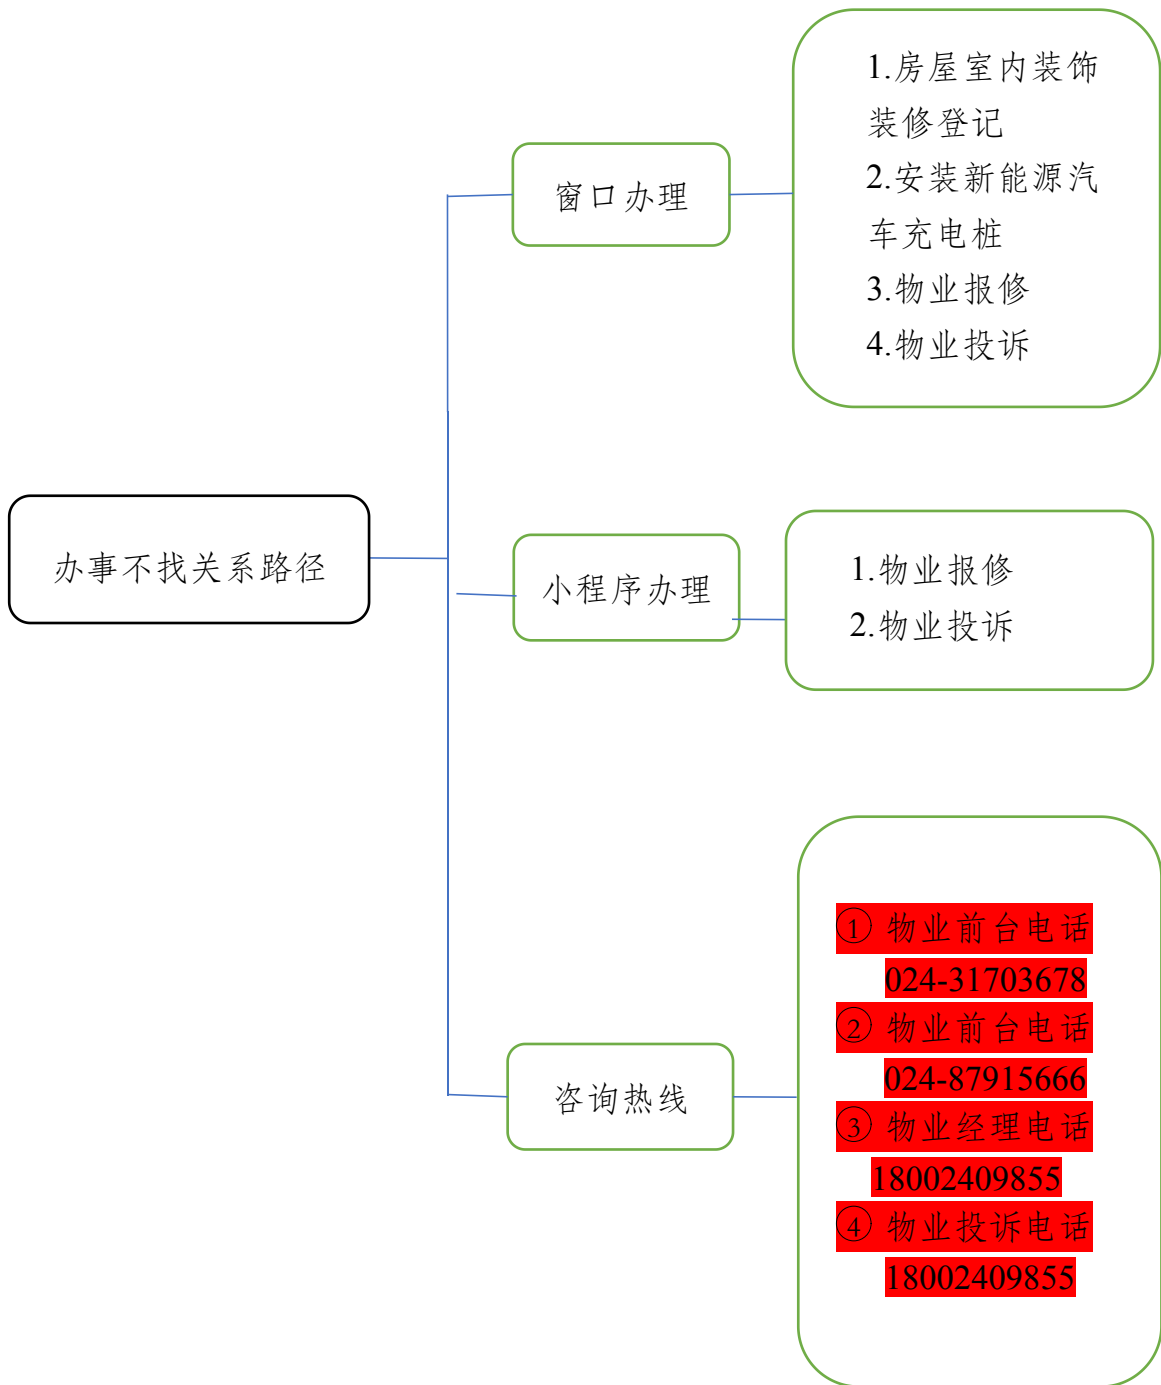 办事不找关系路径
窗口办理
1.房屋室内装饰
装修登记
2.安装新能源汽
车充电桩
3.物业报修
4.物业投诉
小程序办理
1.物业报修
2.物业投诉
咨询热线
① 物业前台电话
024-31703678
② 物业前台电话
024-87915666
③ 物业经理电话
18002409855
④ 物业投诉电话
18002409855